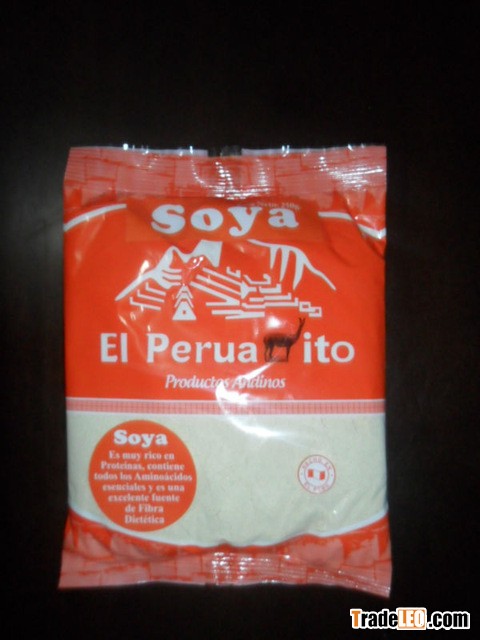 Soya
El Perua ito
Productos Andinos
Soya
Es muy rico en
Proteinas, contiene
todos los Aminoácidos
esenciales y es una
excelente fuente
de Fibra
Dietética
TradeLEO.com